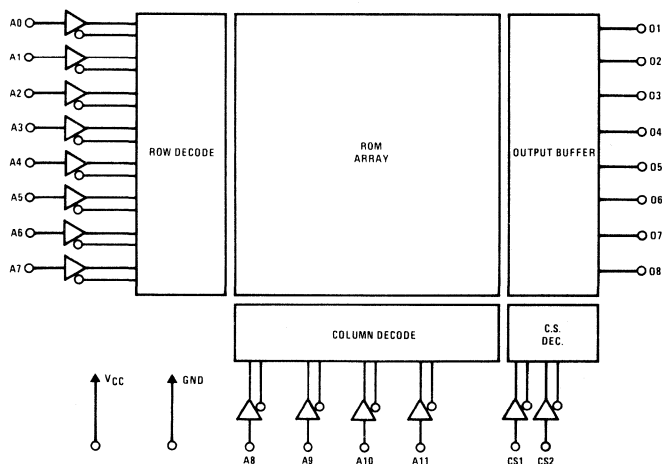 A0
A1
A2
A3
A4
A5
A6
A7
ROW DECODE
ROM
ARRAY
OUTPUT BUFFER
O1
O2
O3
O4
O5
O6
O7
O8
COLUMN DECODE
C.S.
DEC.
VCC
GND
A8
A9
A10
A11
CS1
CS2